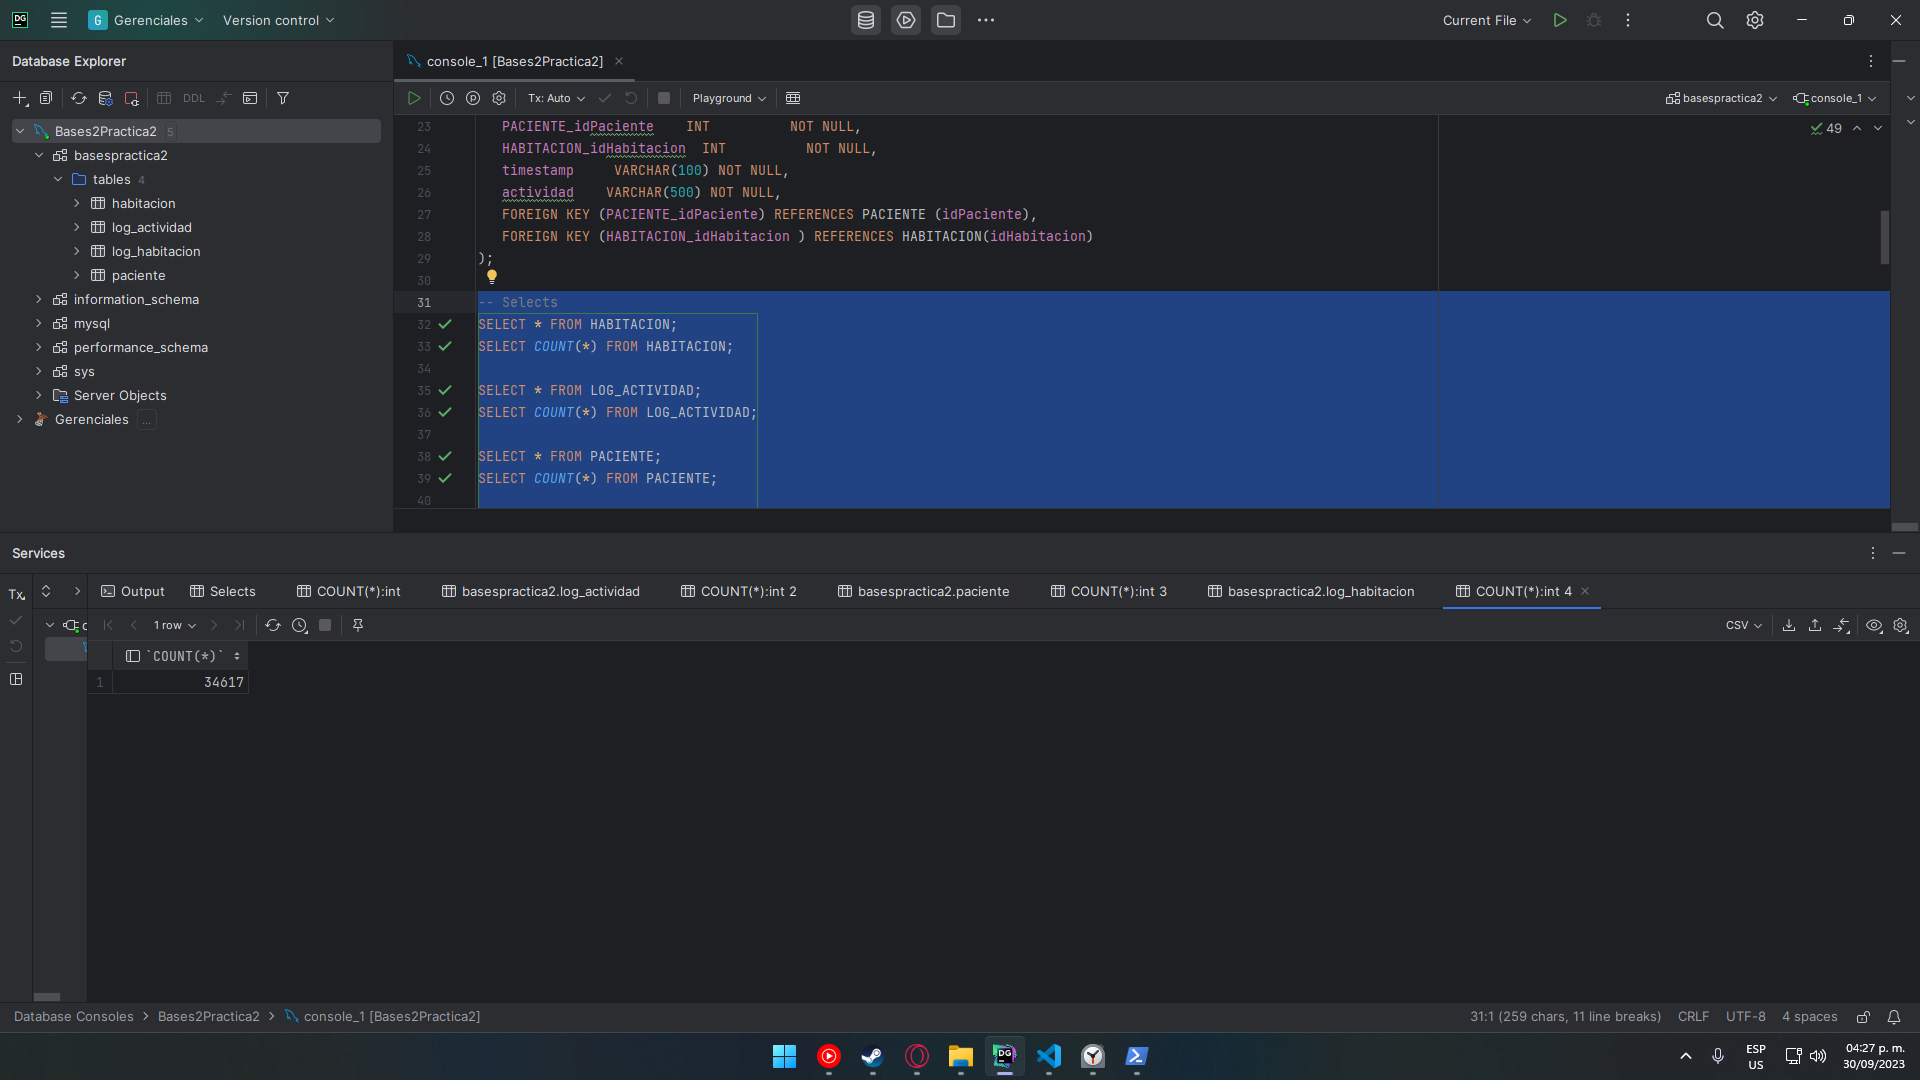 DG
G Gerenciales
Version control
Current File
Database Explorer
console_1 [Bases2Practica2]
DDL
Tx: Auto
Playground
basespractica2
console_1
Bases2Practica2 5
basespractica2
tables 4
habitacion
log_actividad
log_habitacion
paciente
information_schema
mysql
performance_schema
sys
Server Objects
Gerenciales ...
49
23 PACIENTE_idPaciente INT NOT NULL,
24 HABITACION_idHabitacion INT NOT NULL,
25 timestamp VARCHAR(100) NOT NULL,
26 actividad VARCHAR(500) NOT NULL,
27 FOREIGN KEY (PACIENTE_idPaciente) REFERENCES PACIENTE (idPaciente),
28 FOREIGN KEY (HABITACION_idHabitacion ) REFERENCES HABITACION(idHabitacion)
29 );
30
31 -- Selects
32 SELECT * FROM HABITACION;
33 SELECT COUNT(*) FROM HABITACION;
34
35 SELECT * FROM LOG_ACTIVIDAD;
36 SELECT COUNT(*) FROM LOG_ACTIVIDAD;
37
38 SELECT * FROM PACIENTE;
39 SELECT COUNT(*) FROM PACIENTE;
40
Services
Tx
Output
Selects
COUNT(*):int
basespractica2.log_actividad
COUNT(*):int 2
basespractica2.paciente
COUNT(*):int 3
basespractica2.log_habitacion
COUNT(*):int 4
1 row
CSV
`COUNT(*)`
1 34617
Database Consoles > Bases2Practica2 > console_1 [Bases2Practica2]
31:1 (259 chars, 11 line breaks)
CRLF
UTF-8
4 spaces
DG
ESP
US
04:27 p. m.
30/09/2023